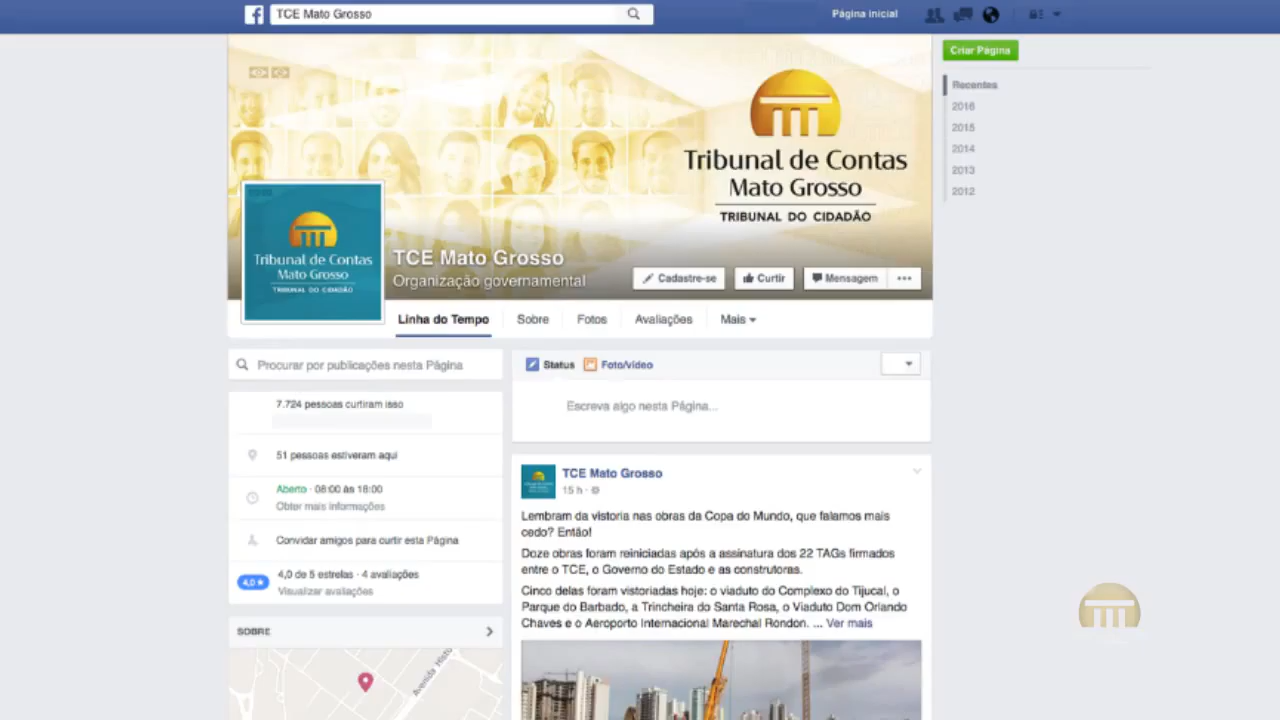 TCE Mato Grosso
Página inicial
Criar Página
Recentes
2016
2015
2014
2013
2012
Tribunal de Contas
Mato Grosso
TRIBUNAL DO CIDADÃO
Tribunal de Contas
Mato Grosso
TRIBUNAL DO CIDADÃO
TCE Mato Grosso
Organização governamental
Cadastre-se
Curtir
Mensagem
Linha do Tempo
Sobre
Fotos
Avaliações
Mais
Procurar por publicações nesta Página
7.724 pessoas curtiram isso
51 pessoas estiveram aqui
Aberto · 08:00 às 18:00
Obter mais informações
Convidar amigos para curtir esta Página
4,0 ★
4,0 de 5 estrelas · 4 avaliações
Visualizar avaliações
SOBRE
Avenida Histo
Status
Foto/vídeo
Escreva algo nesta Página...
TCE Mato Grosso
15 h ·
Lembram da vistoria nas obras da Copa do Mundo, que falamos mais
cedo? Então!
Doze obras foram reiniciadas após a assinatura dos 22 TAGs firmados
entre o TCE, o Governo do Estado e as construtoras.
Cinco delas foram vistoriadas hoje: o viaduto do Complexo do Tijucal, o
Parque do Barbado, a Trincheira do Santa Rosa, o Viaduto Dom Orlando
Chaves e o Aeroporto Internacional Marechal Rondon. ... Ver mais